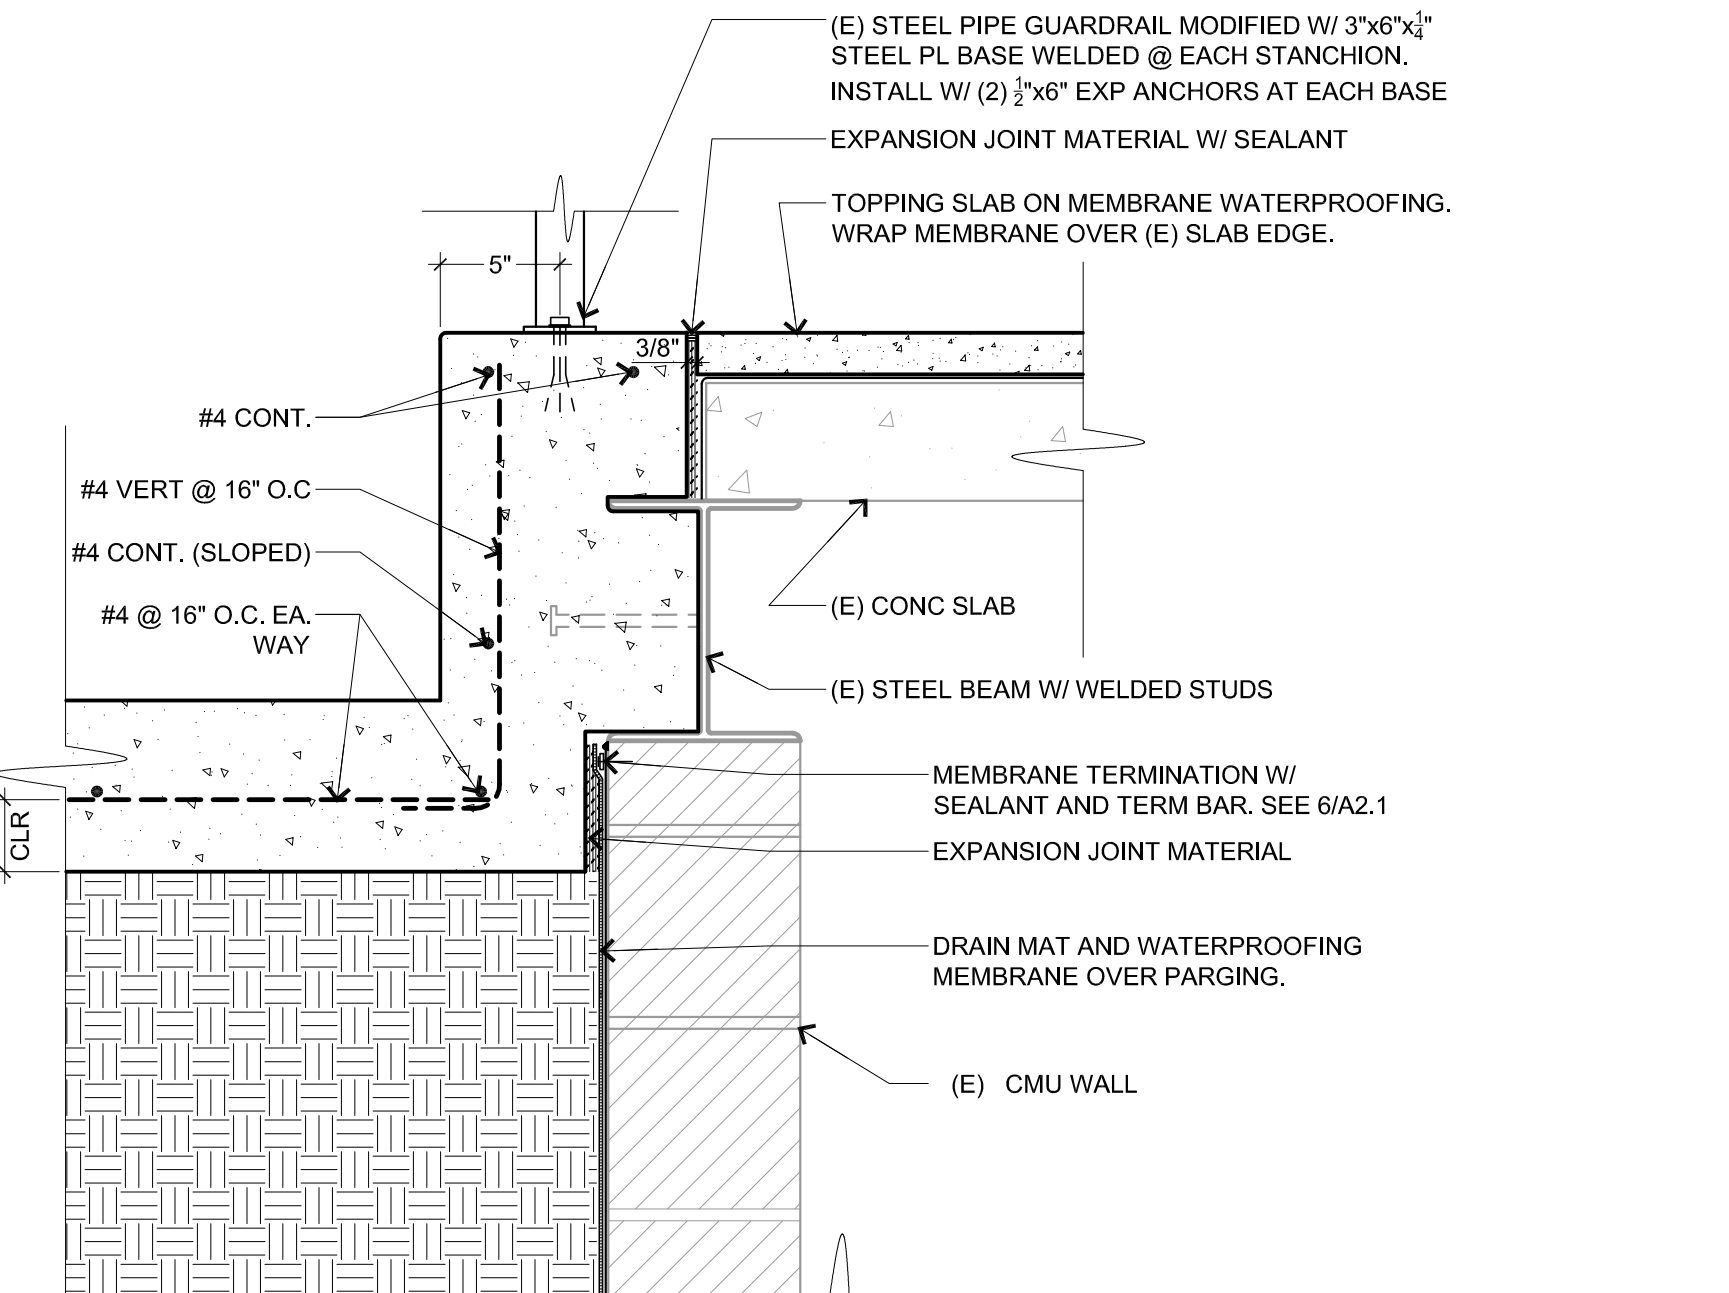 (E) STEEL PIPE GUARDRAIL MODIFIED W/ 3"x6"x1/4"
STEEL PL BASE WELDED @ EACH STANCHION.
INSTALL W/ (2) 1/2"x6" EXP ANCHORS AT EACH BASE
EXPANSION JOINT MATERIAL W/ SEALANT
TOPPING SLAB ON MEMBRANE WATERPROOFING.
WRAP MEMBRANE OVER (E) SLAB EDGE.
5"
3/8"
#4 CONT.
#4 VERT @ 16" O.C
#4 CONT. (SLOPED)
#4 @ 16" O.C. EA.
WAY
(E) CONC SLAB
(E) STEEL BEAM W/ WELDED STUDS
MEMBRANE TERMINATION W/
SEALANT AND TERM BAR. SEE 6/A2.1
CLR
EXPANSION JOINT MATERIAL
DRAIN MAT AND WATERPROOFING
MEMBRANE OVER PARGING.
(E) CMU WALL